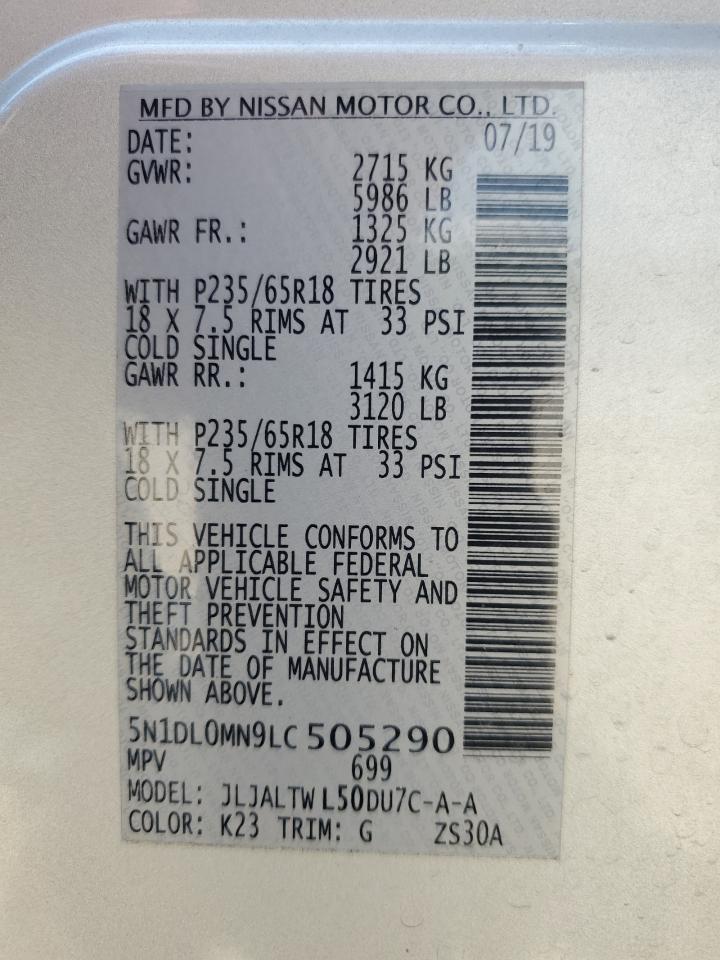 MFD BY NISSAN MOTOR CO., LTD.
DATE: 07/19
GVWR: 2715 KG
5986 LB
GAWR FR.: 1325 KG
2921 LB
WITH P235/65R18 TIRES
18 X 7.5 RIMS AT 33 PSI
COLD SINGLE
GAWR RR.: 1415 KG
3120 LB
WITH P235/65R18 TIRES
18 X 7.5 RIMS AT 33 PSI
COLD SINGLE
THIS VEHICLE CONFORMS TO
ALL APPLICABLE FEDERAL
MOTOR VEHICLE SAFETY AND
THEFT PREVENTION
STANDARDS IN EFFECT ON
THE DATE OF MANUFACTURE
SHOWN ABOVE.
5N1DL0MN9LC 505290
MPV 699
MODEL: JLJALTW L50DU7C-A-A
COLOR: K23 TRIM: G ZS30A